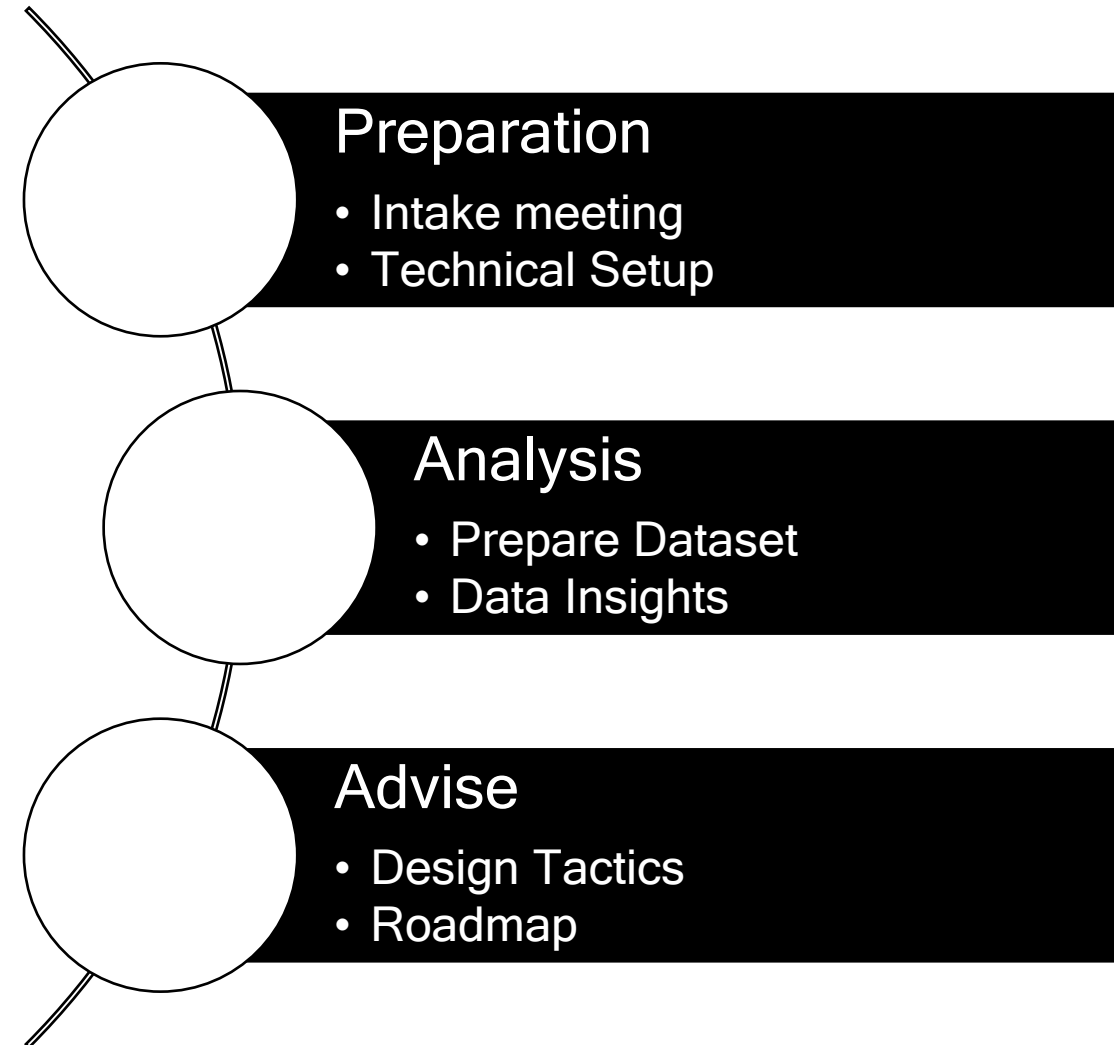 Preparation
• Intake meeting
• Technical Setup
Analysis
• Prepare Dataset
• Data Insights
Advise
• Design Tactics
• Roadmap